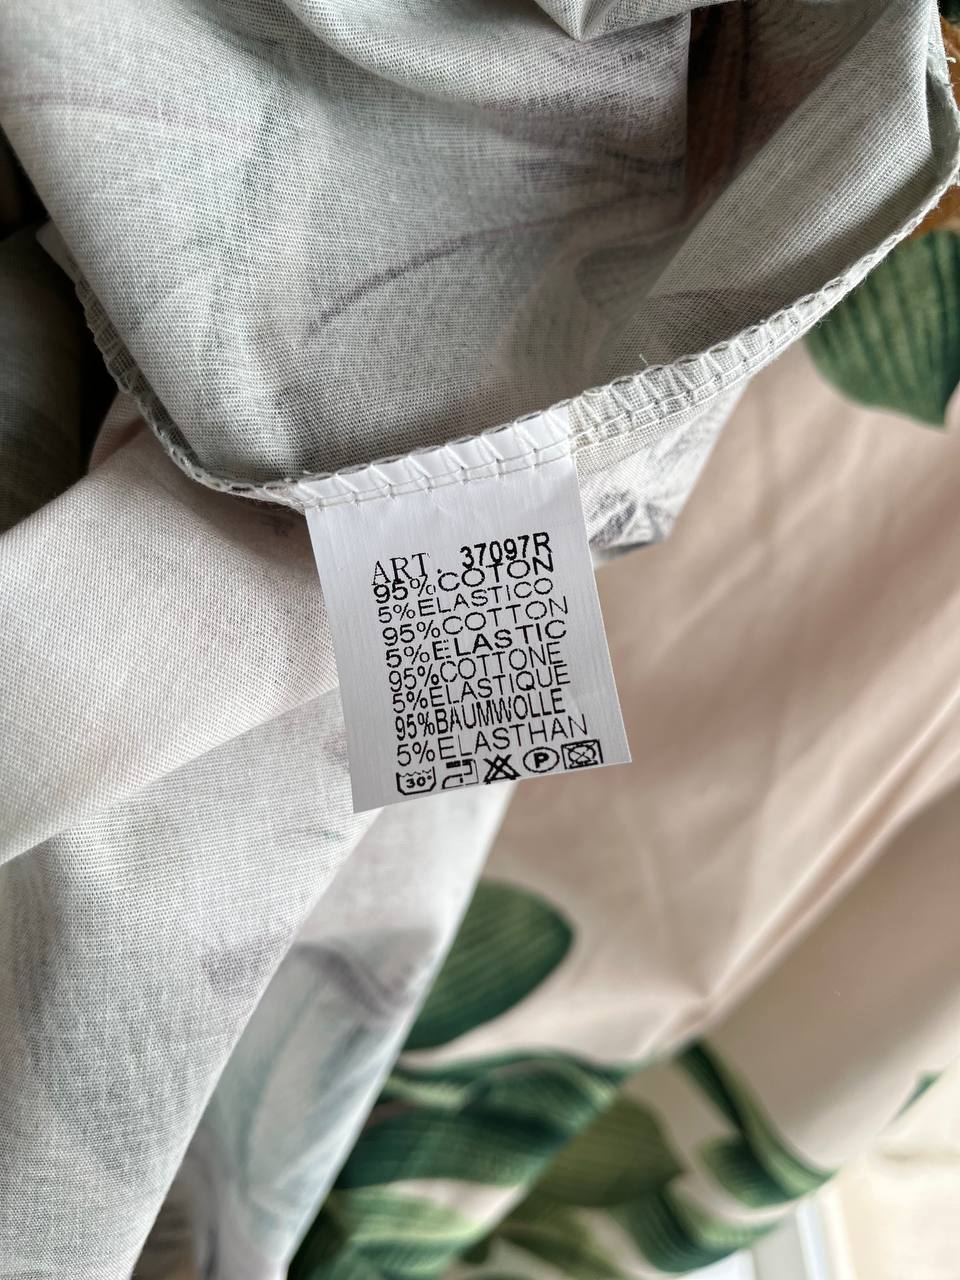 ART. 37097R
95%COTON
5%ELASTICO
95%COTTON
5%ELASTIC
95%COTTONE
5%ELASTIQUE
95%BAUMWOLLE
5%ELASTHAN
30° P